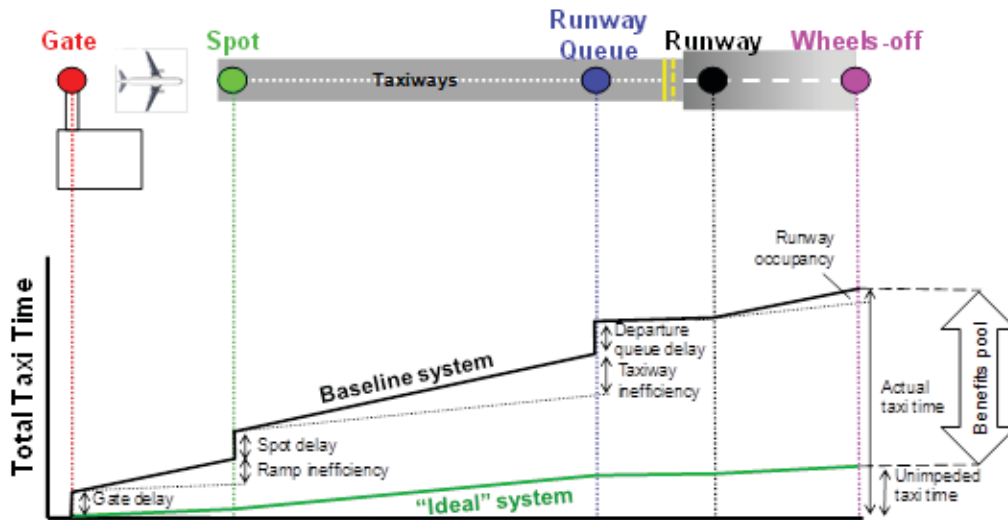 Gate
Spot
Runway
Queue
Runway
Wheels-off
Taxiways
Total Taxi Time
Runway
occupancy
Departure
queue delay
Taxiway
inefficiency
Baseline system
Actual
taxi time
Benefits pool
Spot delay
Ramp inefficiency
Gate delay
"Ideal" system
Unimpeded
taxi time